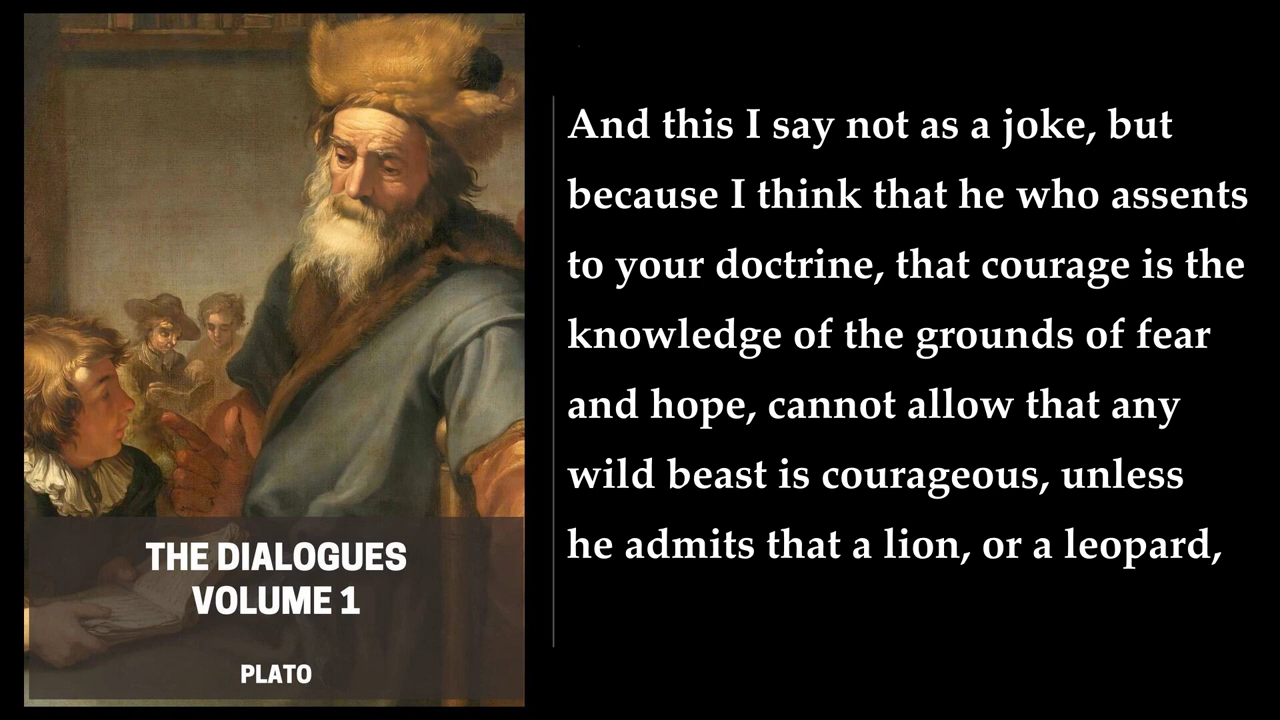 THE DIALOGUES
VOLUME 1
PLATO
And this I say not as a joke, but
because I think that he who assents
to your doctrine, that courage is the
knowledge of the grounds of fear
and hope, cannot allow that any
wild beast is courageous, unless
he admits that a lion, or a leopard,